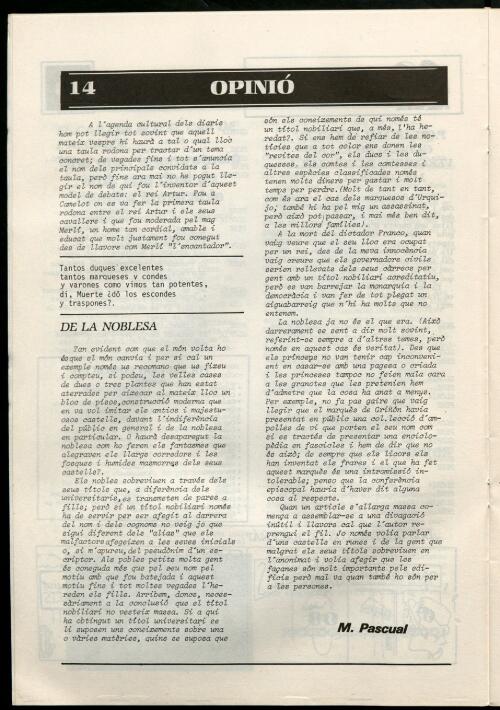 14
OPINIÓ
A l'agenda cultural dels diaris
hom pot llegir tot sovint que aquell
mateix vespre hi haurà a tal o qual lloc
una taula rodona per tractar d'un tema
concret; de vegades fins i tot s'anuncia
el nom dels principals convidats a la
taula, però fins ara mai no he pogut lle-
gir el nom de qui fou l'inventor d'aquest
model de debats: el rei Artur. Fou a
Camelot on es va fer la primera taula
rodona entre el rei Artur i els seus
cavallers i que fou moderada pel mag
Merlí, un home tan cordial, amable i
educat que molt justament fou conegut
des de llavors com Merlí "l'encantador".
Tantos duques excelentes
tantos marqueses y condes
y varones como vimos tan potentes,
di, Muerte ¿dó los escondes
y traspones?.
DE LA NOBLESA
Tan evident com que el món volta ho
és que el món canvia i per si cal un
exemple només us recomano que us fixeu
i compteu, si podeu, les velles cases
de dues o tres plantes que han estat
aterrades per aixecar al mateix lloc un
bloc de pisos, construcció moderna que
en va vol imitar els antics i majestu-
osos castells, davant l'indiferència
del públic en general i de la noblesa
en particular. O haurà desaparegut la
noblesa com ho feren els fantasmes que
alegraven els llargs corredors i les
fosques i humides masmorres dels seus
castells?.
Els nobles sobreviuen a través dels
seus títols que, a diferència dels
universitaris, es transmeten de pares a
fills; però si un títol nobiliari només
ha de servir per ser afegit al darrera
del nom i dels cognoms no veig jo que
sigui diferent dels "alias" que els
malfactors afegeixen a les seves inicials
o, si m'apureu, del pseudònim d'un es-
criptor. Als pobles petits molta gent
és coneguda més que pel seu nom pel
motiu amb que fou batejada i aquest
motiu fins i tot moltes vegades l'he-
reden els fills. Arribem, doncs, neces-
sàriament a la conclusió que el títol
nobiliari no vesteix massa. Si a qui
ha obtingut un títol universitari se
li suposen uns coneixements sobre una
o vàries matèries, quins se suposa que
són els coneixements de qui només té
un títol nobiliari que, a més, l'ha he-
redat?. Si ens hem de refiar de les no-
tícies que a tot color ens donen les
"revites del cor", els ducs i les du-
quesses, els comtes i les comtesses i
altres espècies classificades només
tenen molts diners per gastar i molt
temps per perdre.(Molt de tant en tant,
com és ara el cas dels marquesos d'Urqui-
jo, també hi ha pel mig un assassinat,
però això pot passar, i mai més ben dit,
a les millors famílies).
A la mort del dictador Franco, quan
vaig veure que el seu lloc era ocupat
per un rei, des de la meva innocència
vaig creure que els governadors civils
serien rellevats dels seus càrrecs per
gent amb un títol nobiliari acreditatiu,
però es van barrejar la monarquia i la
democràcia i van fer de tot plegat un
aiguabarreig que n'hi ha molts que no
entenem.
La noblesa ja no és el que era. (Això
darrerament se sent a dir molt sovint,
referint-se sempre a d'altres temes, però
només en aquest cas és veritat). Des que
els prínceps no van tenir cap inconveni-
ent en casar-se amb una pagesa o criada
i les princeses tampoc no feien mala cara
a les granotes que les pretenien hem
d'admetre que la cosa ha anat a menys.
Per exemple, no fa pas gaire que vaig
llegir que el marquès de Griñón havia
presentat en públic una col.lecció d'am-
polles de vi que porten el seu nom com
si es tractés de presentar una enciclo-
pèdia en fascicles i hem de dir que no
és això; de sempre que els licors els
han inventat els frares i el que ha fet
aquest marquès és una intromissió in-
tolerable; penso que la conferència
episcopal hauria d'haver dit alguna
cosa al respecte.
Quan un article s'allarga massa co-
mença a assemblar-se a una divagació
inútil i llavors cal que l'autor re-
prengui el fil. Jo només volia parlar
d'uns castells en runes i de la gent que
malgrat els seus títols sobreviuen en
l'anonimat i volia afegir que les
façanes són molt importants pels edi-
ficis però mal va quan també ho són per
a les persones.
M. Pascual